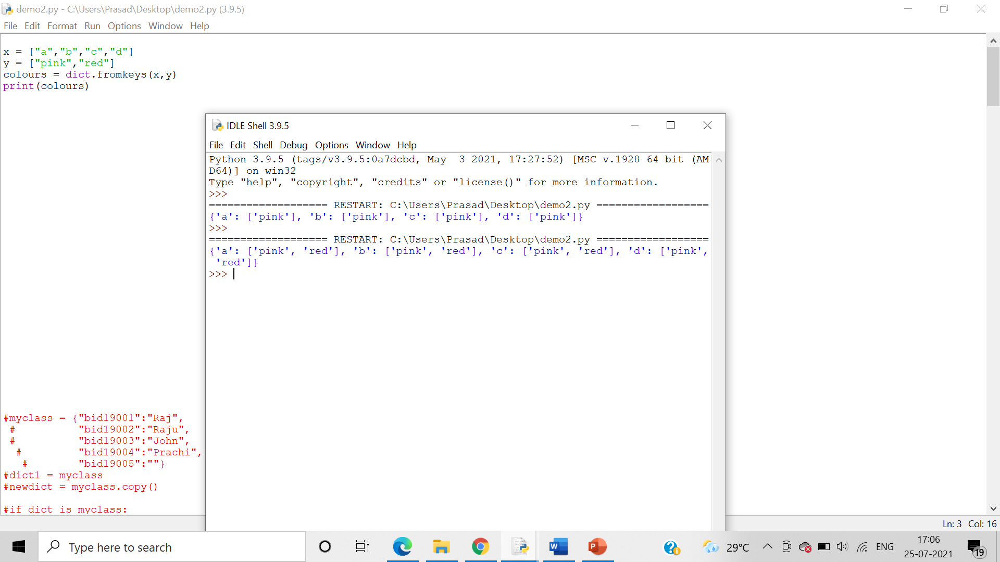 demo2.py - C:\Users\Prasad\Desktop\demo2.py (3.9.5)
File Edit Format Run Options Window Help
x = ["a","b","c","d"]
y = ["pink","red"]
colours = dict.fromkeys(x,y)
print(colours)
IDLE Shell 3.9.5
File Edit Shell Debug Options Window Help
Python 3.9.5 (tags/v3.9.5:0a7dcbd, May  3 2021, 17:27:52) [MSC v.1928 64 bit (AM
D64)] on win32
Type "help", "copyright", "credits" or "license()" for more information.
>>>
=================== RESTART: C:\Users\Prasad\Desktop\demo2.py ==================
{'a': ['pink'], 'b': ['pink'], 'c': ['pink'], 'd': ['pink']}
>>>
=================== RESTART: C:\Users\Prasad\Desktop\demo2.py ==================
{'a': ['pink', 'red'], 'b': ['pink', 'red'], 'c': ['pink', 'red'], 'd': ['pink',
 'red']}
>>>
#myclass = {"bid19001":"Raj",
 #          "bid19002":"Raju",
 #          "bid19003":"John",
  #         "bid19004":"Prachi",
   #        "bid19005":""}
#dict1 = myclass
#newdict = myclass.copy()
#if dict is myclass:
Ln: 3 Col: 16
Type here to search
29°C
ENG
17:06
25-07-2021
19